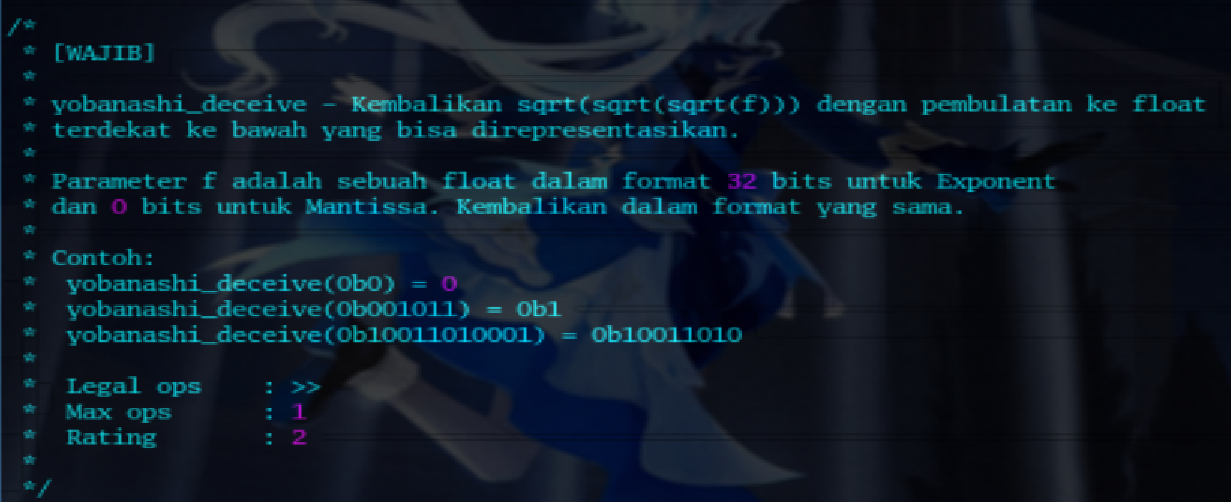 /*
 * [WAJIB]
 *
 * yobanashi_deceive - Kembalikan sqrt(sqrt(sqrt(f))) dengan pembulatan ke float
 * terdekat ke bawah yang bisa direpresentasikan.
 *
 * Parameter f adalah sebuah float dalam format 32 bits untuk Exponent
 * dan 0 bits untuk Mantissa. Kembalikan dalam format yang sama.
 *
 * Contoh:
 *  yobanashi_deceive(0b0) = 0
 *  yobanashi_deceive(0b001011) = 0b1
 *  yobanashi_deceive(0b10011010001) = 0b10011010
 *
 *  Legal ops    : >>
 *  Max ops      : 1
 *  Rating       : 2
 *
 */